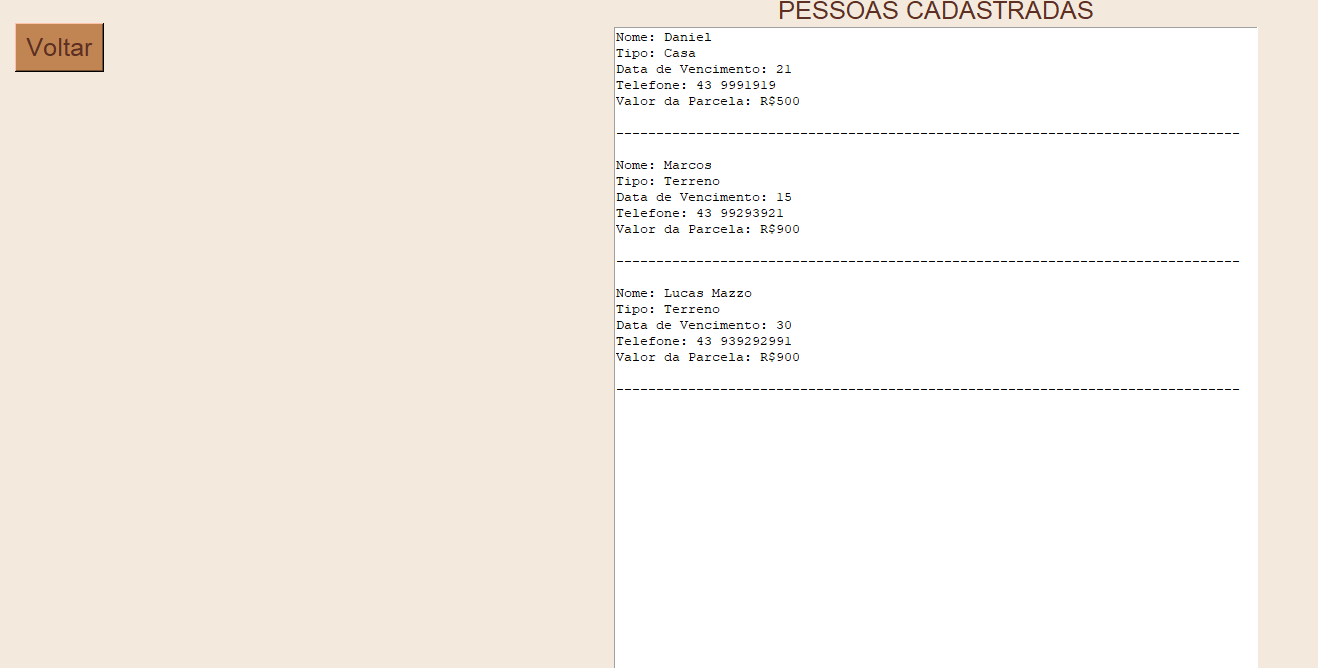 PESSOAS CADASTRADAS
Voltar
Nome: Daniel
Tipo: Casa
Data de Vencimento: 21
Telefone: 43 9991919
Valor da Parcela: R$500
------------------------------------------------------------------------------
Nome: Marcos
Tipo: Terreno
Data de Vencimento: 15
Telefone: 43 99293921
Valor da Parcela: R$900
------------------------------------------------------------------------------
Nome: Lucas Mazzo
Tipo: Terreno
Data de Vencimento: 30
Telefone: 43 939292991
Valor da Parcela: R$900
------------------------------------------------------------------------------